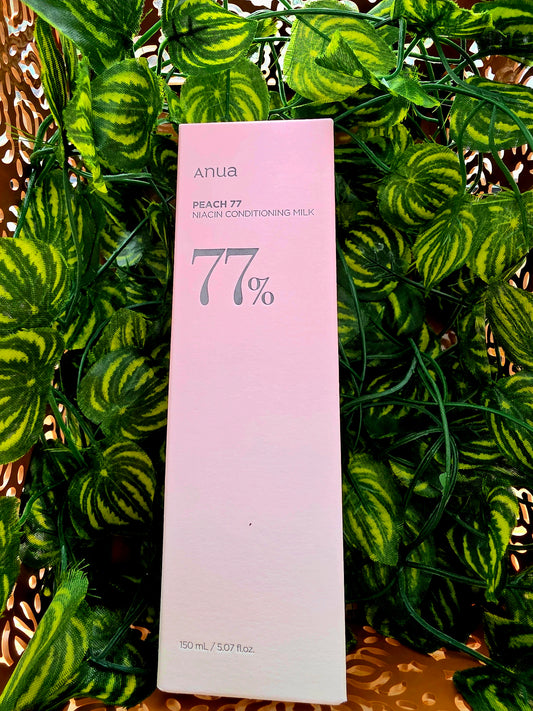 Anua
PEACH 77
NIACIN CONDITIONING MILK
77%
150 mL / 5.07 fl.oz.